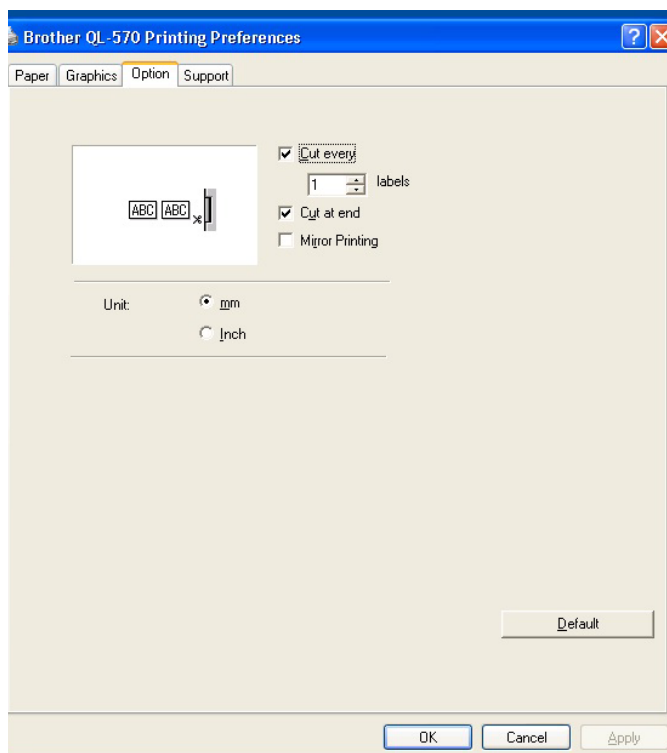 Brother QL-570 Printing Preferences
Paper Graphics Option Support
Cut every
1 labels
ABC ABC
Cut at end
Mirror Printing
Unit: mm
Inch
Default
OK Cancel Apply